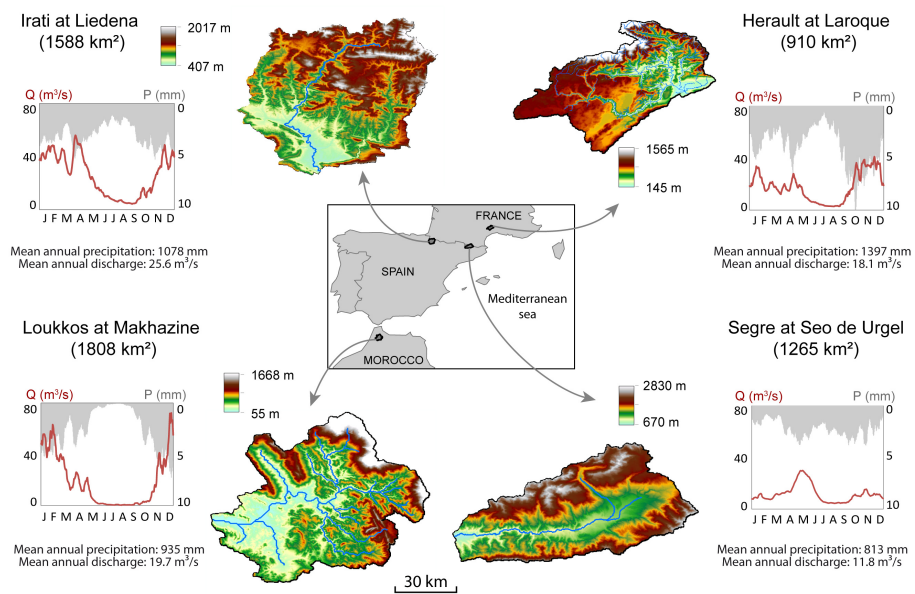 Irati at Liedena
(1588 km²)
2017 m
407 m
Q (m³/s)
P (mm)
80
40
0
0
5
10
J F M A M J J A S O N D
Mean annual precipitation: 1078 mm
Mean annual discharge: 25.6 m³/s
Herault at Laroque
(910 km²)
1565 m
145 m
Q (m³/s)
P (mm)
80
40
0
0
5
10
J F M A M J J A S O N D
Mean annual precipitation: 1397 mm
Mean annual discharge: 18.1 m³/s
FRANCE
SPAIN
Mediterranean
sea
MOROCCO
Loukkos at Makhazine
(1808 km²)
1668 m
55 m
Q (m³/s)
P (mm)
80
40
0
0
5
10
J F M A M J J A S O N D
Mean annual precipitation: 935 mm
Mean annual discharge: 19.7 m³/s
Segre at Seo de Urgel
(1265 km²)
2830 m
670 m
Q (m³/s)
P (mm)
80
40
0
0
5
10
J F M A M J J A S O N D
Mean annual precipitation: 813 mm
Mean annual discharge: 11.8 m³/s
30 km